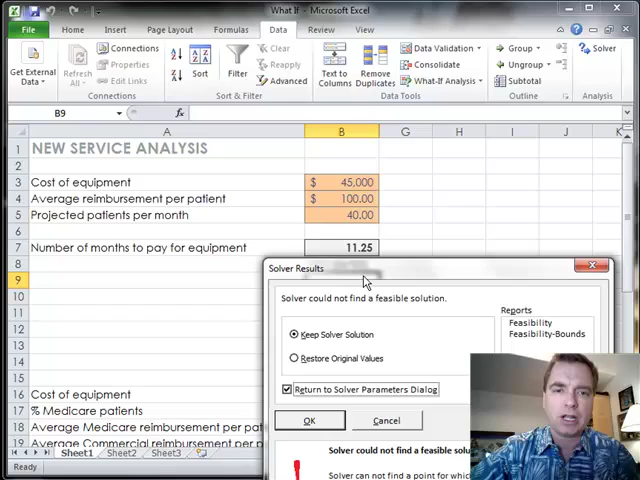 What If - Microsoft Excel
File Home Insert Page Layout Formulas Data Review View
Get External Data
Refresh All
Connections
Properties
Edit Links
Connections
Sort
Filter
Clear
Reapply
Advanced
Sort & Filter
Text to Columns
Remove Duplicates
Data Validation
Consolidate
What-If Analysis
Data Tools
Group
Ungroup
Subtotal
Outline
Solver
Analysis
B9
fx
A B G H I J K
1 NEW SERVICE ANALYSIS
2
3 Cost of equipment $ 45,000
4 Average reimbursement per patient $ 100.00
5 Projected patients per month 40.00
6
7 Number of months to pay for equipment 11.25
8
9
10
11
12
13
14
15
16 Cost of equipment
17 % Medicare patients
18 Average Medicare reimbursement per
19 Average Commercial reimbursement per
Sheet1 Sheet2 Sheet3
Ready
Solver Results
Solver could not find a feasible solution.
Keep Solver Solution
Restore Original Values
Reports
Feasibility
Feasibility-Bounds
Return to Solver Parameters Dialog
OK Cancel
Solver could not find a feasible
Solver can not find a point for which